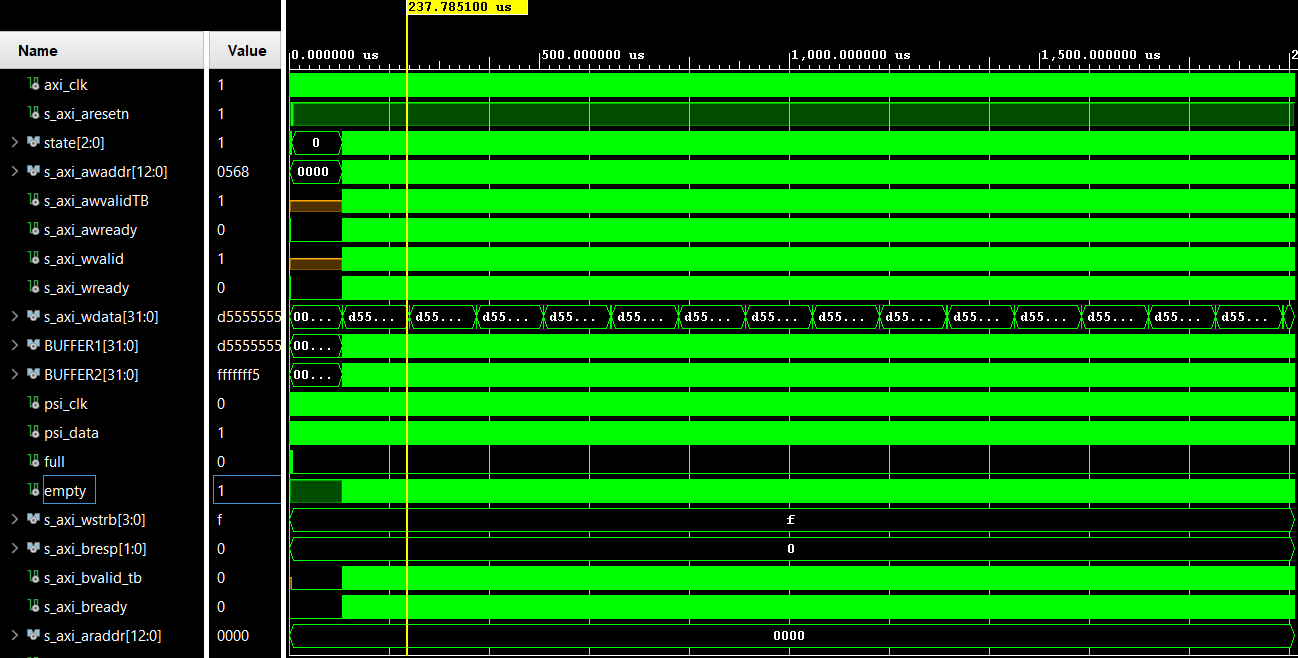 237.785100 us
Name Value 0.000000 us 500.000000 us 1,000.000000 us 1,500.000000 us 2
axi_clk 1
s_axi_aresetn 1
state[2:0] 1 0
s_axi_awaddr[12:0] 0568 0000
s_axi_awvalidTB 1
s_axi_awready 0
s_axi_wvalid 1
s_axi_wready 0
s_axi_wdata[31:0] d5555555 00... d55... d55... d55... d55... d55... d55... d55... d55... d55... d55... d55... d55... d55... d55...
BUFFER1[31:0] d5555555 00...
BUFFER2[31:0] fffffff5 00...
psi_clk 0
psi_data 1
full 0
empty 1
s_axi_wstrb[3:0] f f
s_axi_bresp[1:0] 0 0
s_axi_bvalid_tb 0
s_axi_bready 0
s_axi_araddr[12:0] 0000 0000